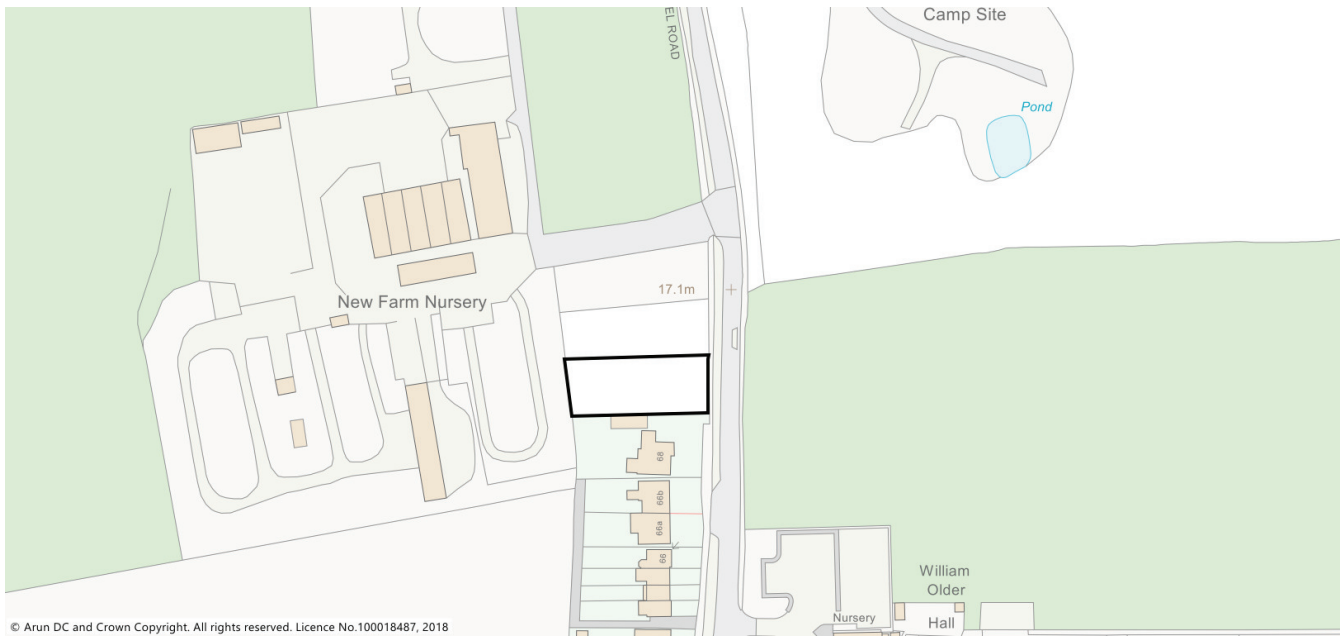 Camp Site
EL ROAD
Pond
17.1m
New Farm Nursery
68
66b
66a
66
William
Older
Hall
Nursery
© Arun DC and Crown Copyright. All rights reserved. Licence No.100018487, 2018